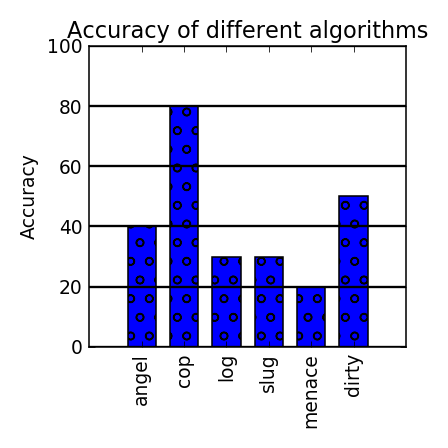 Accuracy of different algorithms
100
80
60
40
20
0
Accuracy
angel
cop
log
slug
menace
dirty